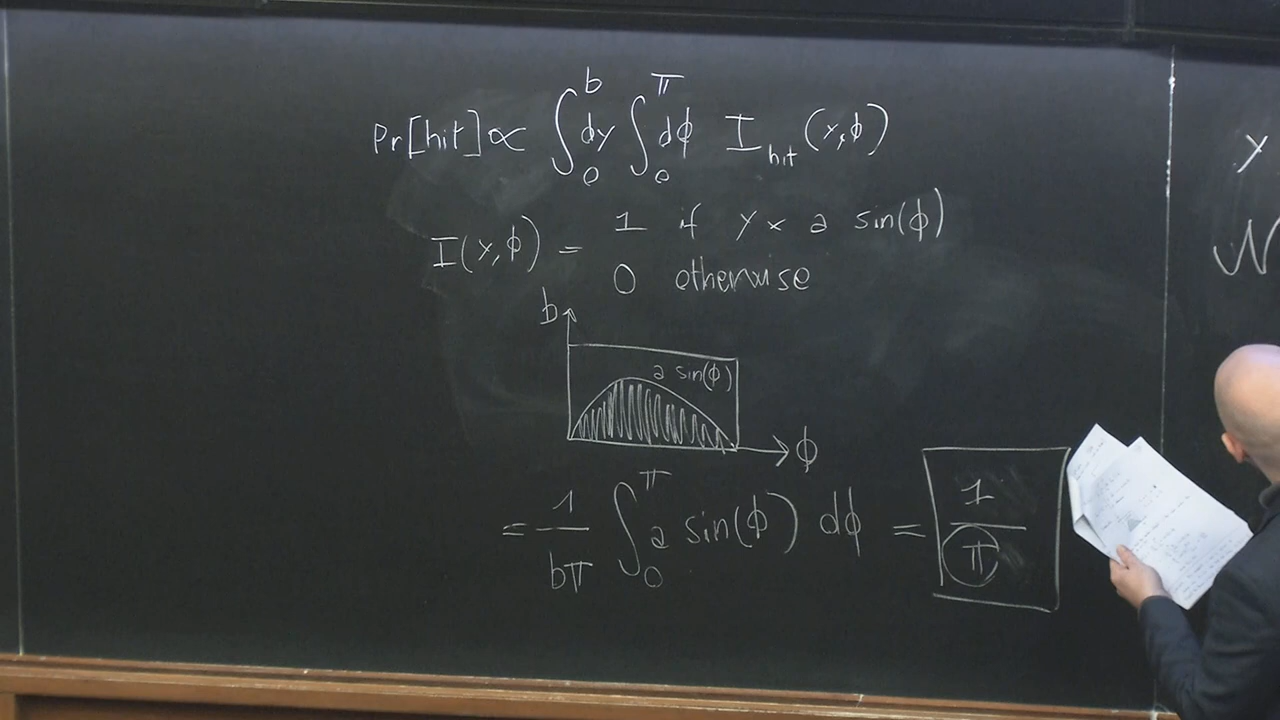 Pr[hit] ∝ ∫₀ᵇ dy ∫₀^π dϕ I_hit (y,ϕ)
I(y,ϕ) = 1 if y < a sin(ϕ)
0 otherwise
b
a sin(ϕ)
ϕ
= 1/(bπ) ∫₀^π a sin(ϕ) dϕ = 1/π
y
N